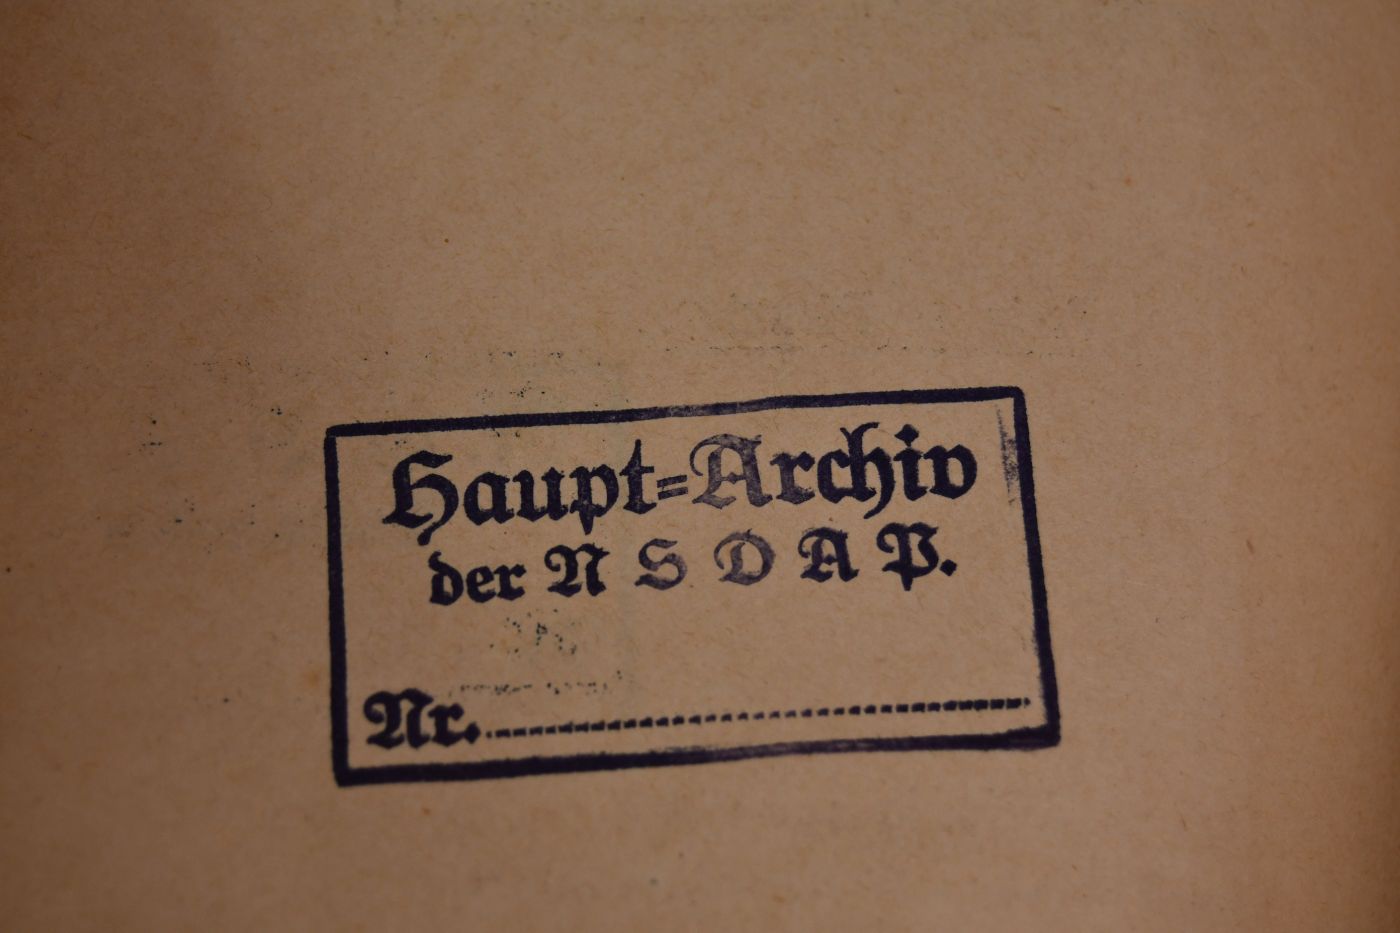 Haupt=Archiv
der N S D A P.
Nr.